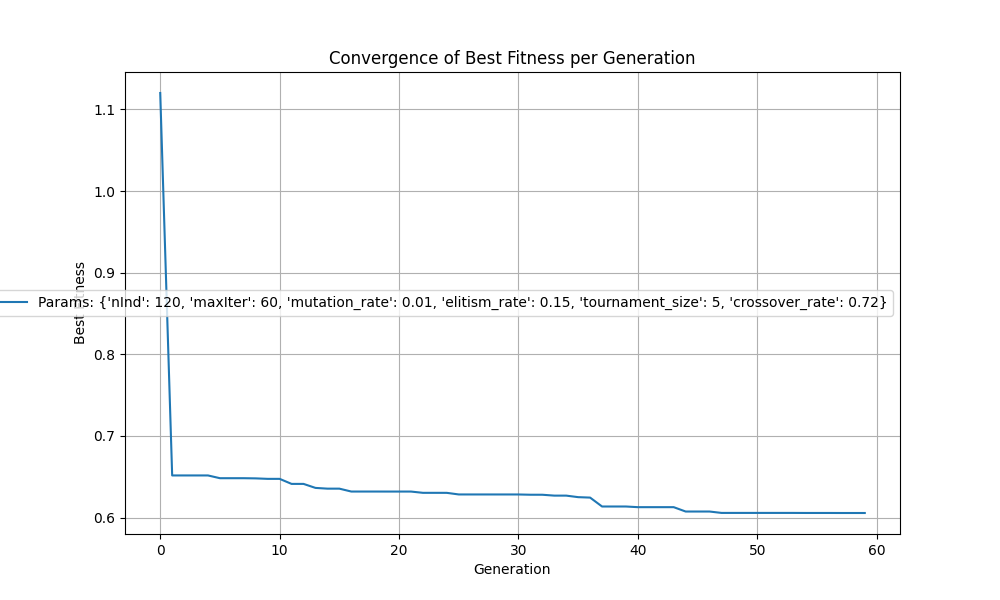 Convergence of Best Fitness per Generation
1.1
1.0
0.9
0.8
0.7
0.6
Best
Params: {'nInd': 120, 'maxIter': 60, 'mutation_rate': 0.01, 'elitism_rate': 0.15, 'tournament_size': 5, 'crossover_rate': 0.72}
0 10 20 30 40 50 60
Generation